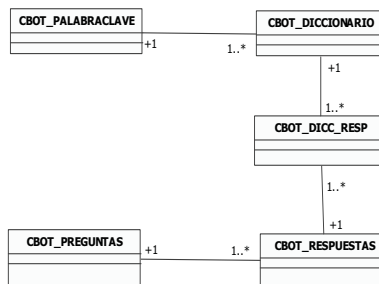 CBOT_PALABRACLAVE
CBOT_DICCIONARIO
+1
1..*
+1
1..*
CBOT_DICC_RESP
1..*
+1
CBOT_PREGUNTAS
+1
1..*
CBOT_RESPUESTAS